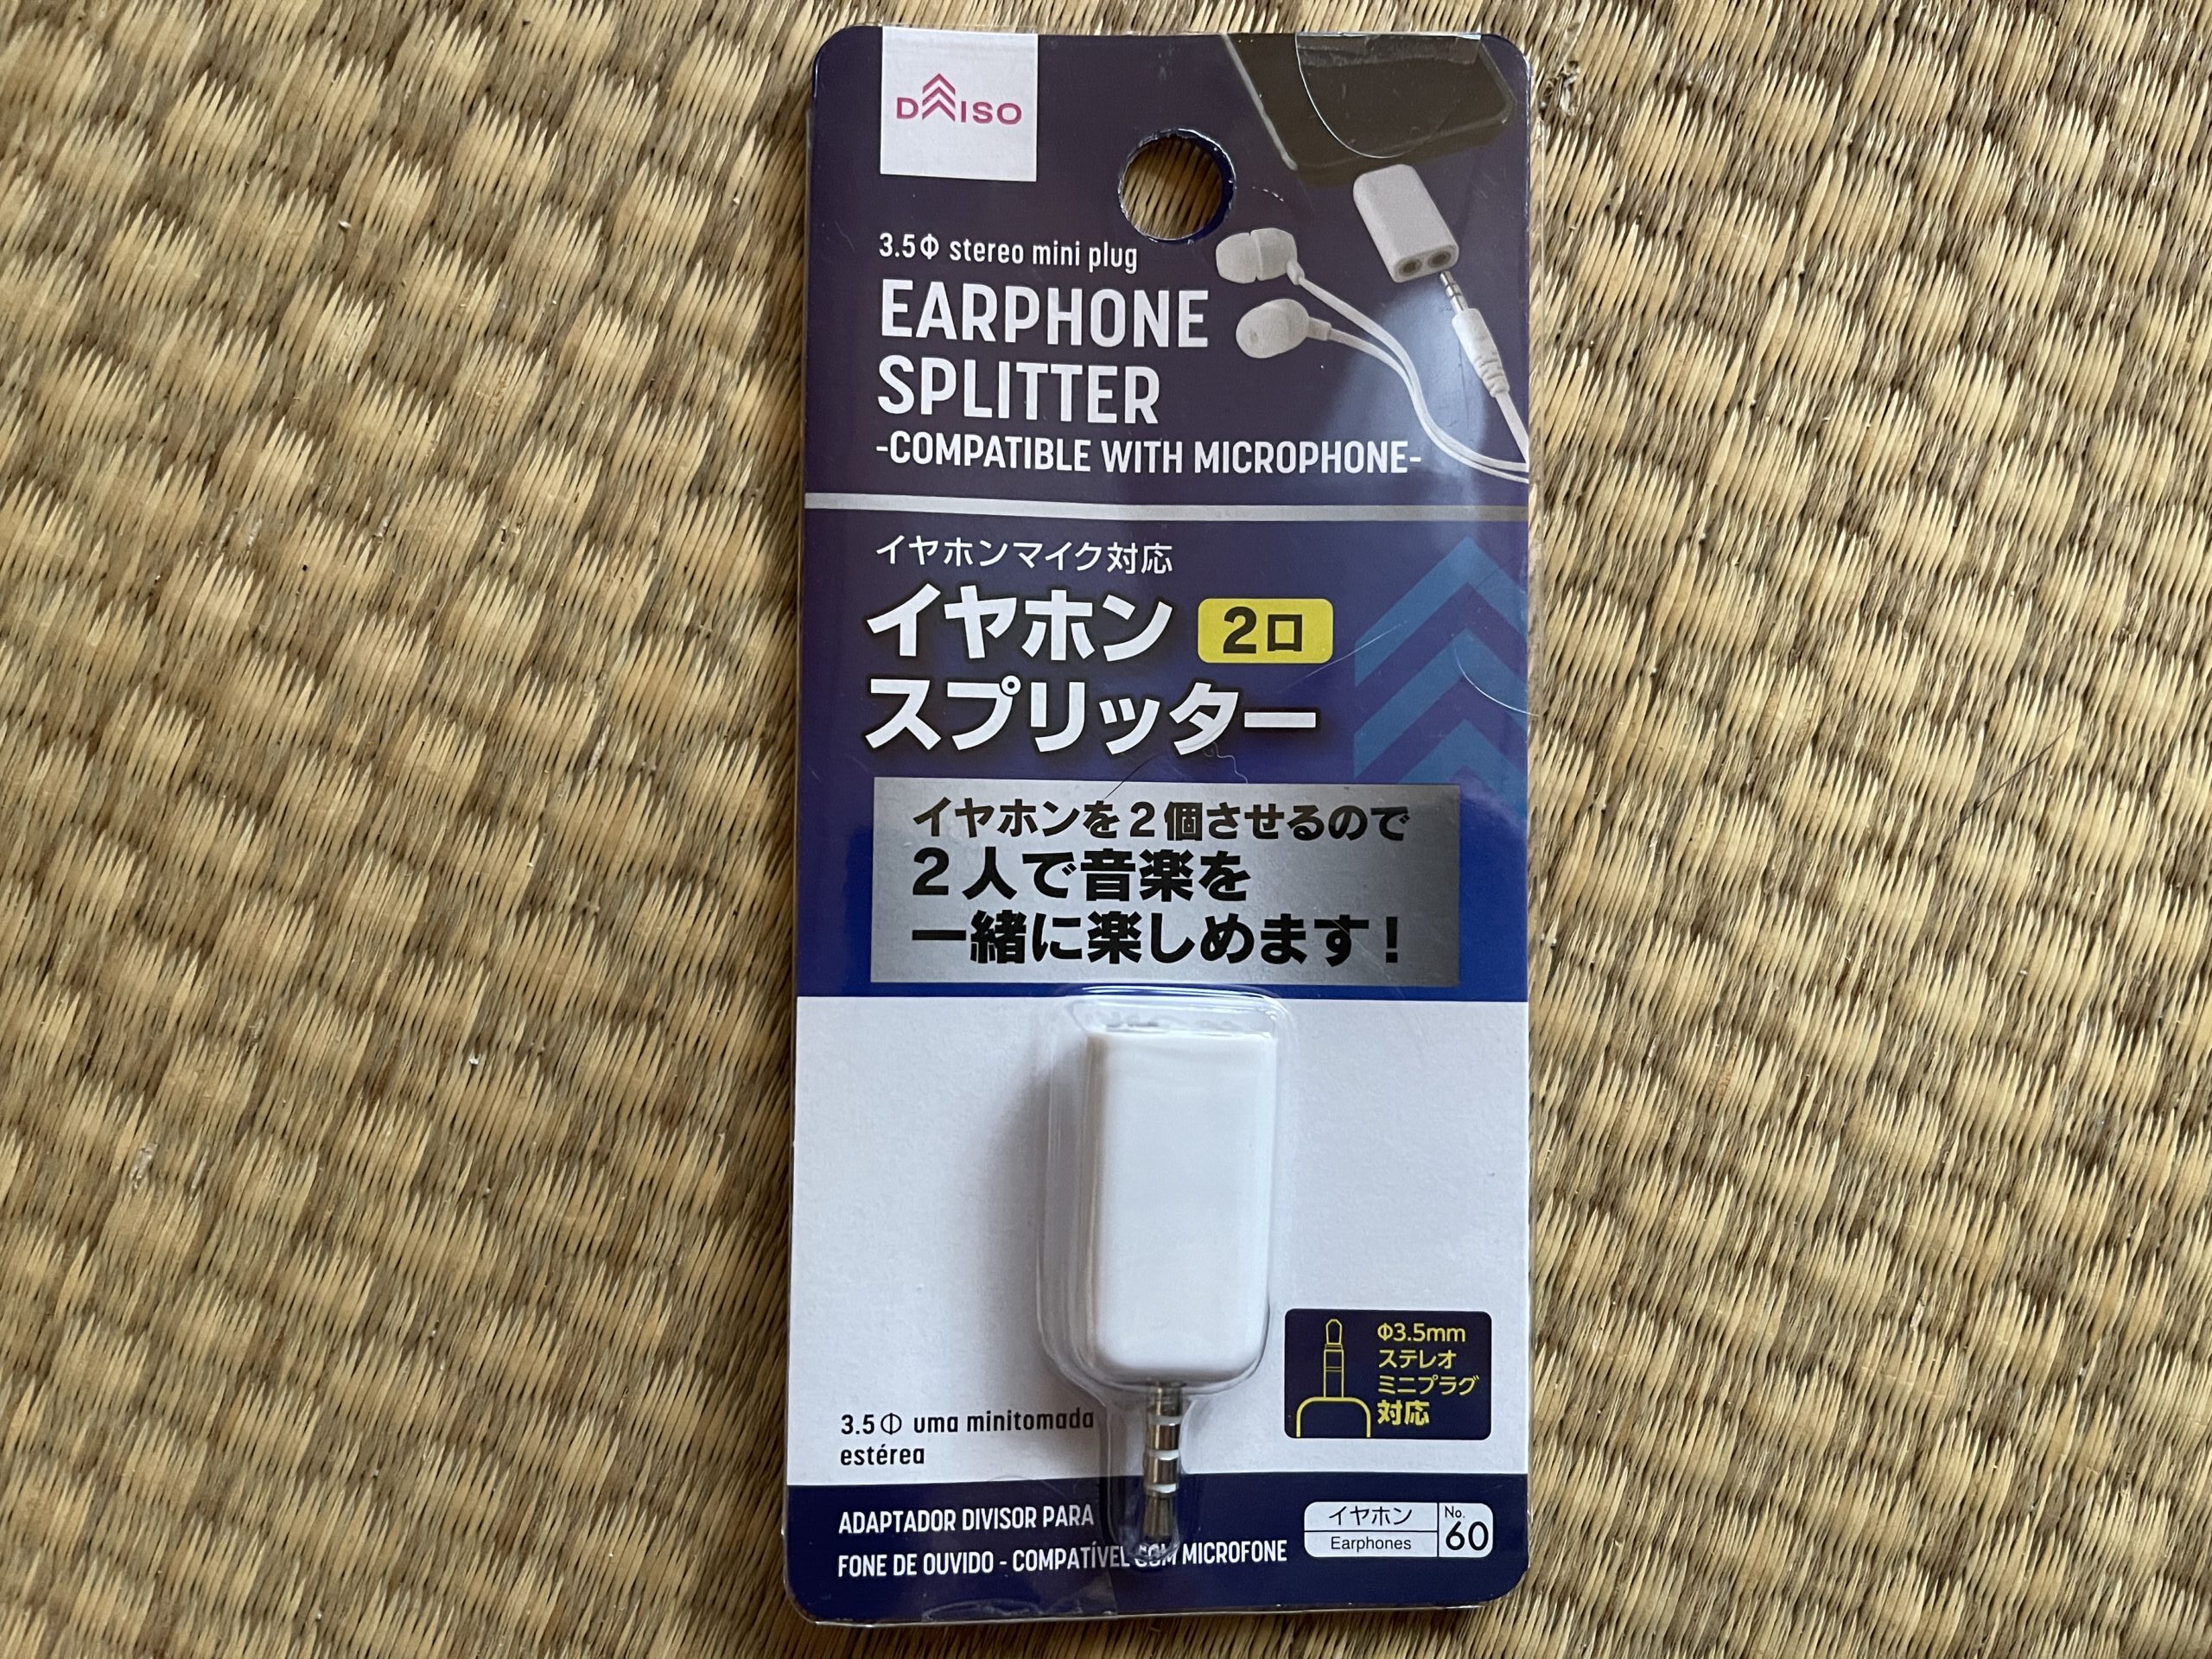 DAISO
3.5Φ stereo mini plug
EARPHONE
SPLITTER
-COMPATIBLE WITH MICROPHONE-
イヤホンマイク対応
イヤホン 2口
スプリッター
イヤホンを2個させるので
2人で音楽を
一緒に楽しめます!
Φ3.5mm
ステレオ
ミニプラグ
対応
3.5Φ uma minitomada
estérea
ADAPTADOR DIVISOR PARA
FONE DE OUVIDO - COMPATÍVEL COM MICROFONE
イヤホン
Earphones
No.
60